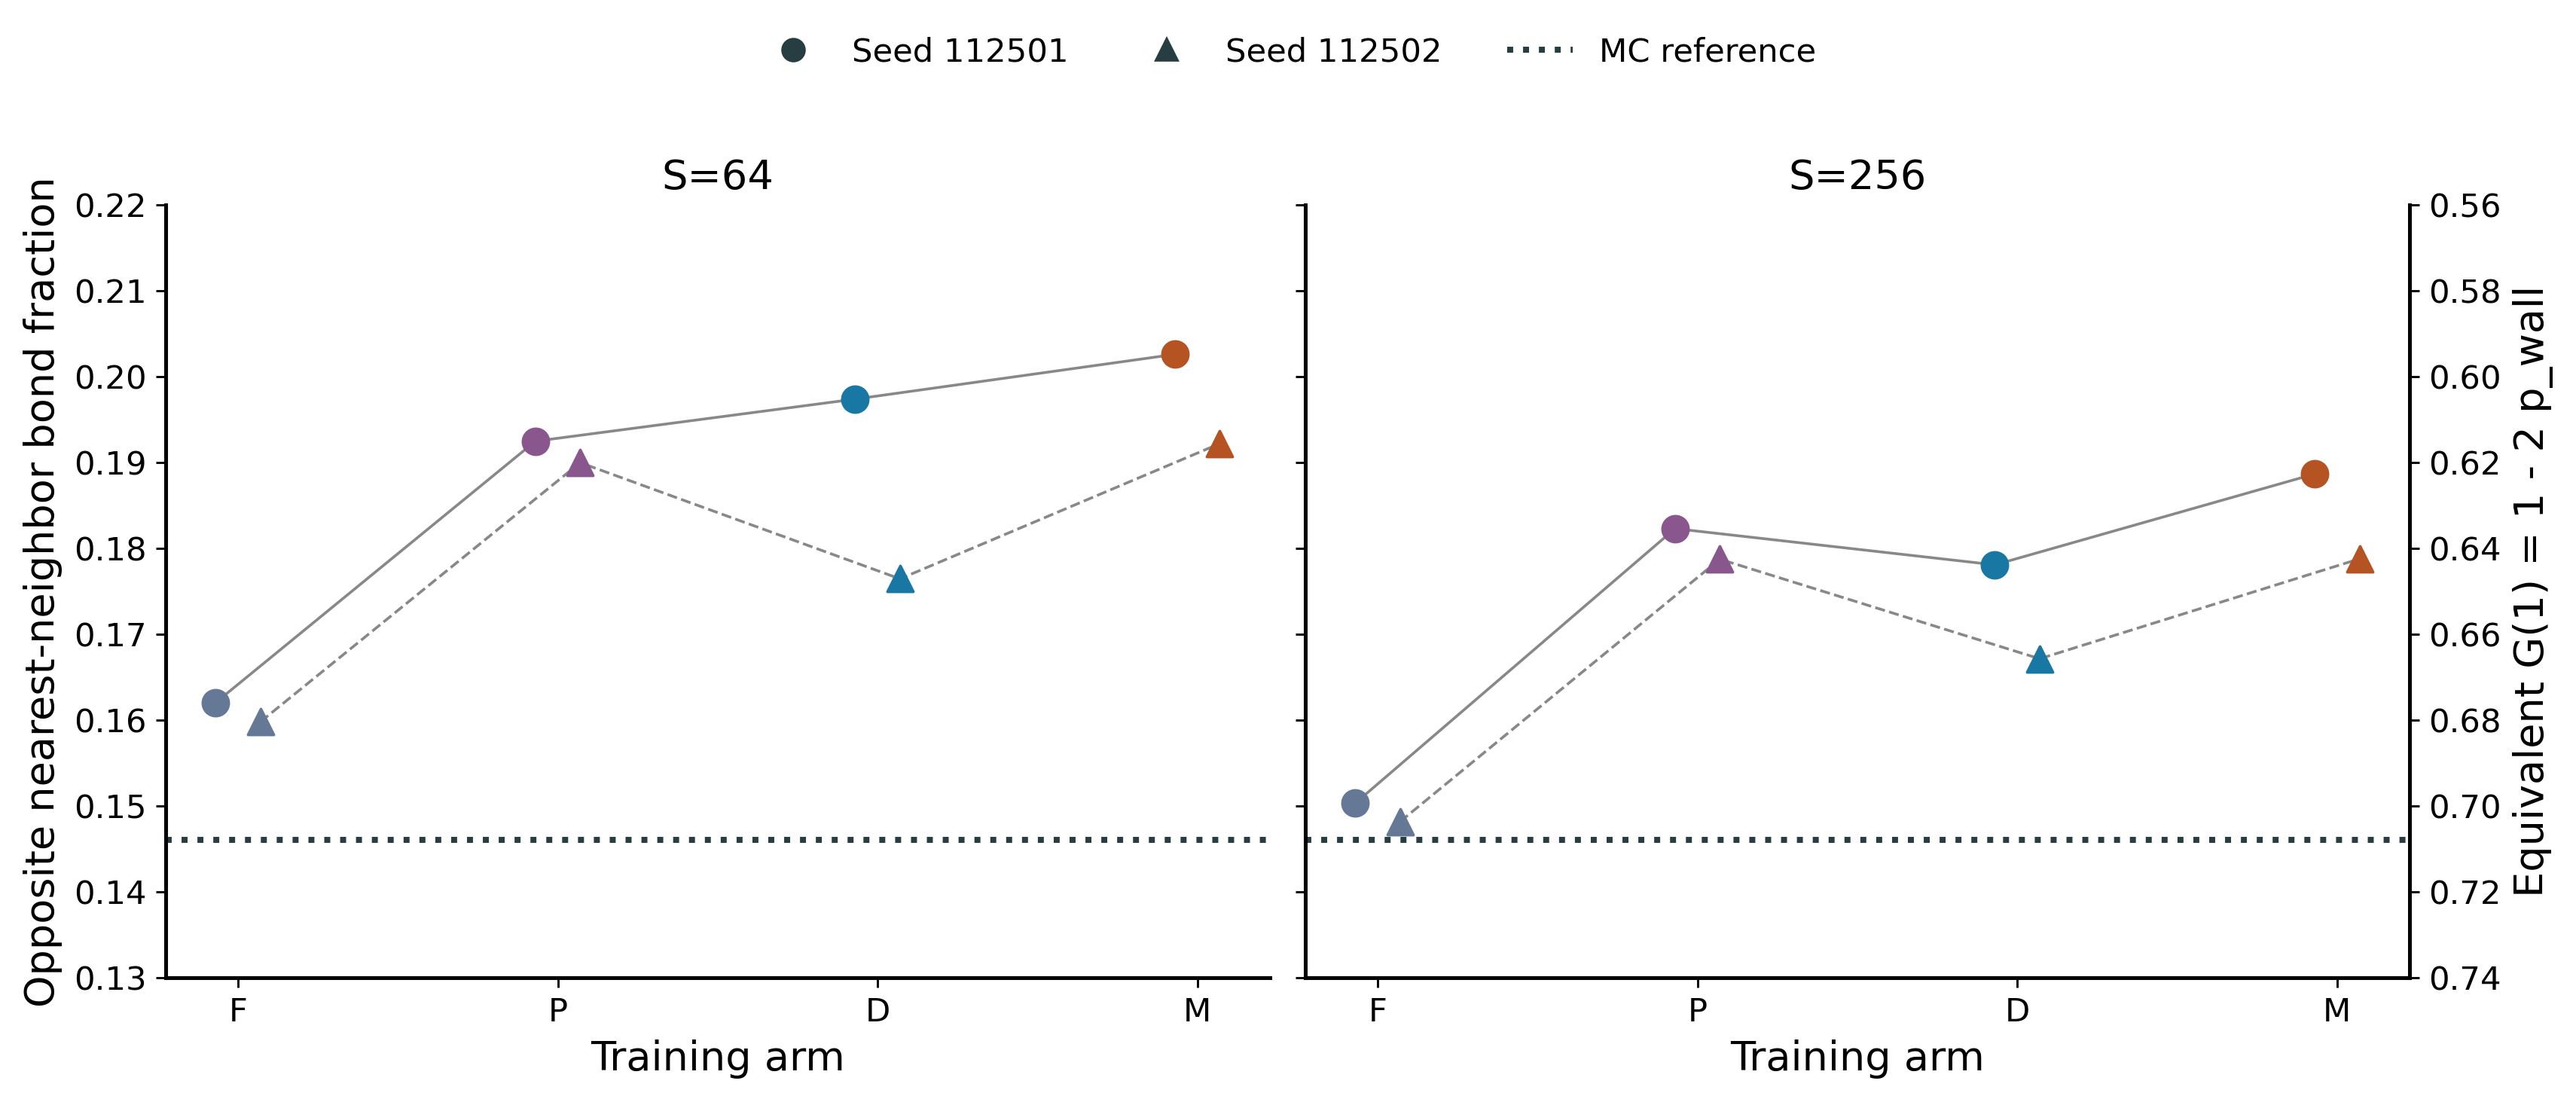 Seed 112501
Seed 112502
MC reference
S=64
S=256
Opposite nearest-neighbor bond fraction
0.22
0.21
0.20
0.19
0.18
0.17
0.16
0.15
0.14
0.13
F
P
D
M
Training arm
F
P
D
M
Training arm
0.56
0.58
0.60
0.62
0.64
0.66
0.68
0.70
0.72
0.74
Equivalent G(1) = 1 - 2 p_wall